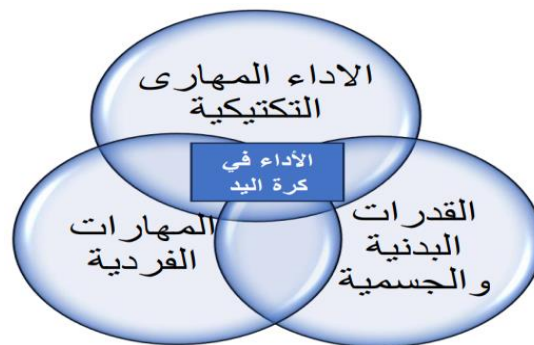 الاداء المهارى
التكتيكية
الأداء في
كرة اليد
القدرات
البدنية
والجسمية
المهارات
الفردية